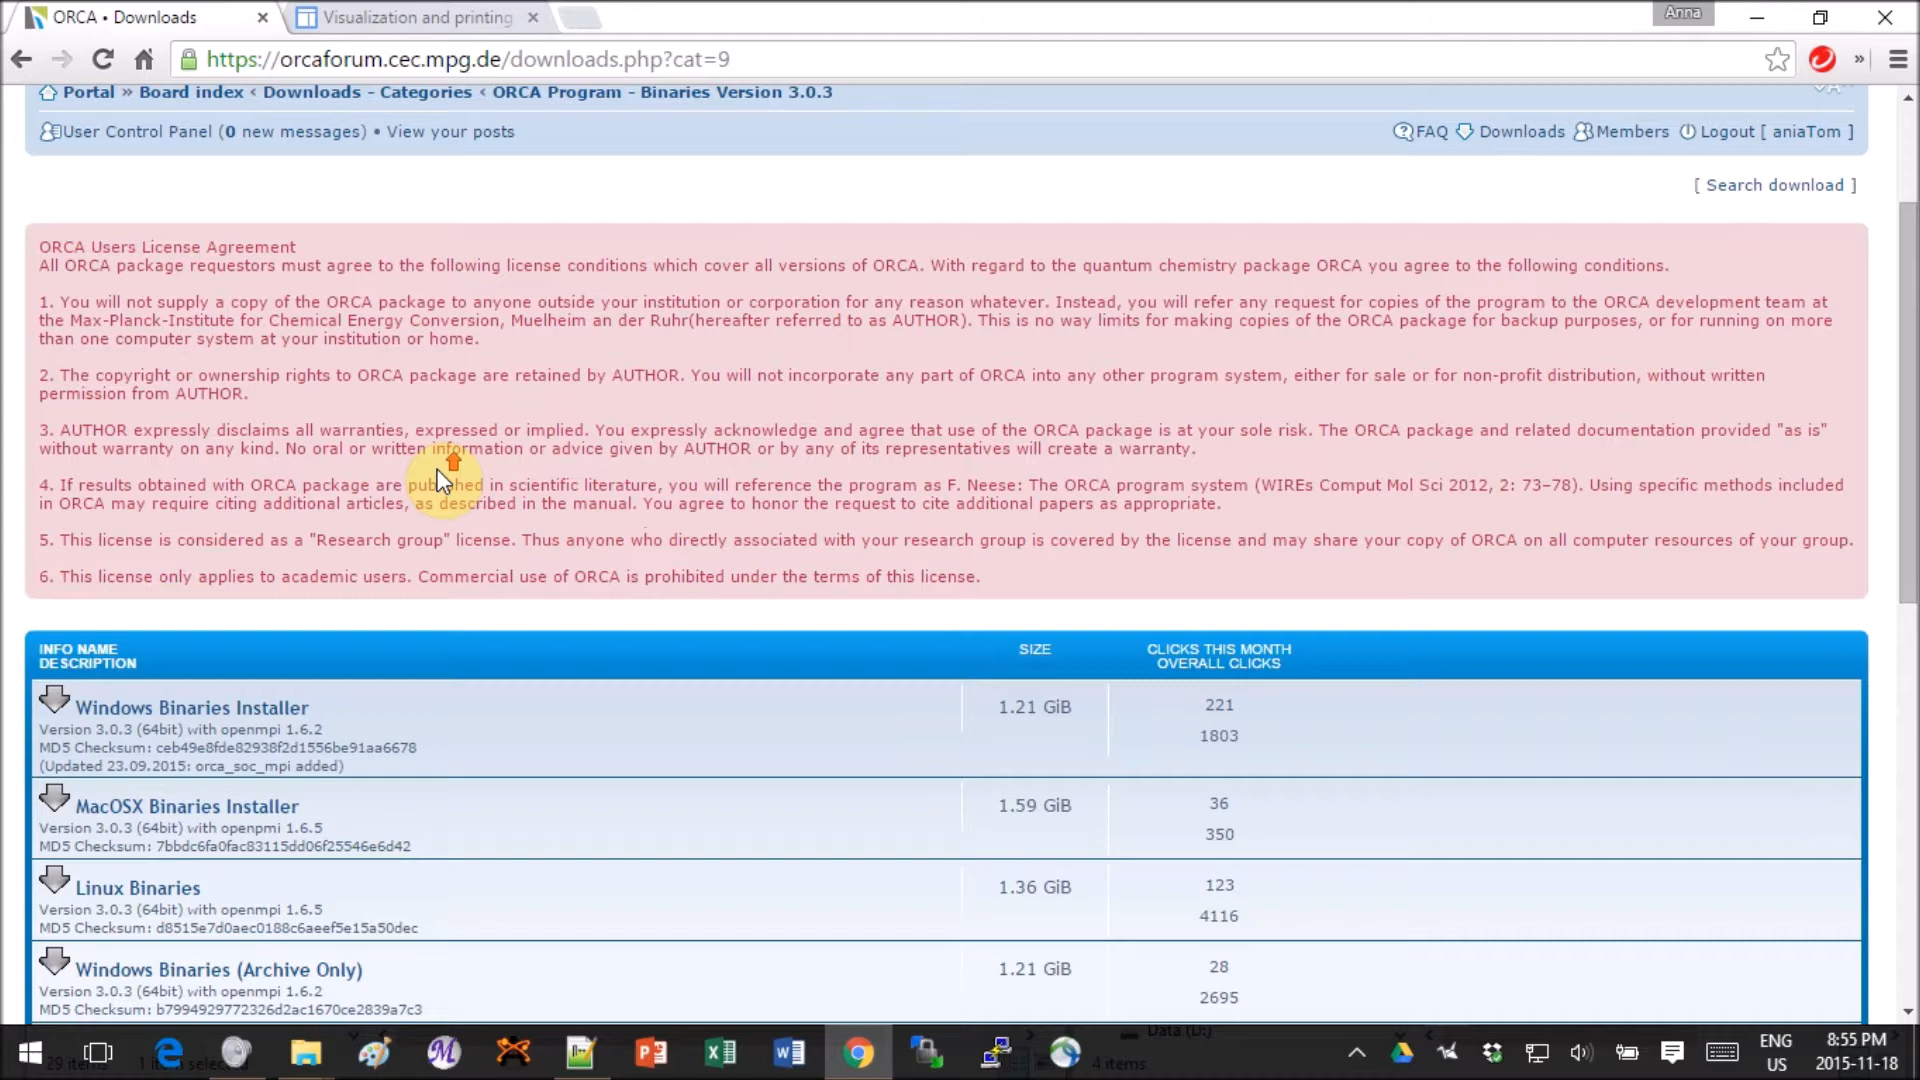 ORCA • Downloads
Visualization and printing
Anna
https://orcaforum.cec.mpg.de/downloads.php?cat=9
Portal » Board index ‹ Downloads - Categories ‹ ORCA Program - Binaries Version 3.0.3
User Control Panel (0 new messages) • View your posts
FAQ Downloads Members Logout [ aniaTom ]
[ Search download ]
ORCA Users License Agreement
All ORCA package requestors must agree to the following license conditions which cover all versions of ORCA. With regard to the quantum chemistry package ORCA you agree to the following conditions.
1. You will not supply a copy of the ORCA package to anyone outside your institution or corporation for any reason whatever. Instead, you will refer any request for copies of the program to the ORCA development team at
the Max-Planck-Institute for Chemical Energy Conversion, Muelheim an der Ruhr(hereafter referred to as AUTHOR). This is no way limits for making copies of the ORCA package for backup purposes, or for running on more
than one computer system at your institution or home.
2. The copyright or ownership rights to ORCA package are retained by AUTHOR. You will not incorporate any part of ORCA into any other program system, either for sale or for non-profit distribution, without written
permission from AUTHOR.
3. AUTHOR expressly disclaims all warranties, expressed or implied. You expressly acknowledge and agree that use of the ORCA package is at your sole risk. The ORCA package and related documentation provided "as is"
without warranty on any kind. No oral or written information or advice given by AUTHOR or by any of its representatives will create a warranty.
4. If results obtained with ORCA package are published in scientific literature, you will reference the program as F. Neese: The ORCA program system (WIREs Comput Mol Sci 2012, 2: 73–78). Using specific methods included
in ORCA may require citing additional articles, as described in the manual. You agree to honor the request to cite additional papers as appropriate.
5. This license is considered as a "Research group" license. Thus anyone who directly associated with your research group is covered by the license and may share your copy of ORCA on all computer resources of your group.
6. This license only applies to academic users. Commercial use of ORCA is prohibited under the terms of this license.
INFO NAME SIZE CLICKS THIS MONTH
DESCRIPTION OVERALL CLICKS
Windows Binaries Installer 1.21 GiB 221
Version 3.0.3 (64bit) with openmpi 1.6.2 1803
MD5 Checksum: ceb49e8fde82938f2d1556be91aa6678
(Updated 23.09.2015: orca_soc_mpi added)
MacOSX Binaries Installer 1.59 GiB 36
Version 3.0.3 (64bit) with openpmi 1.6.5 350
MD5 Checksum: 7bbdc6fa0fac83115dd06f25546e6d42
Linux Binaries 1.36 GiB 123
Version 3.0.3 (64bit) with openmpi 1.6.5 4116
MD5 Checksum: d8515e7d0aec0188c6aeef5e15a50dec
Windows Binaries (Archive Only) 1.21 GiB 28
Version 3.0.3 (64bit) with openmpi 1.6.2 2695
MD5 Checksum: b7994929772326d2ac1670ce2839a7c3
Data (D:)
29 items 1 item selec
4 items
ENG 8:55 PM
US 2015-11-18